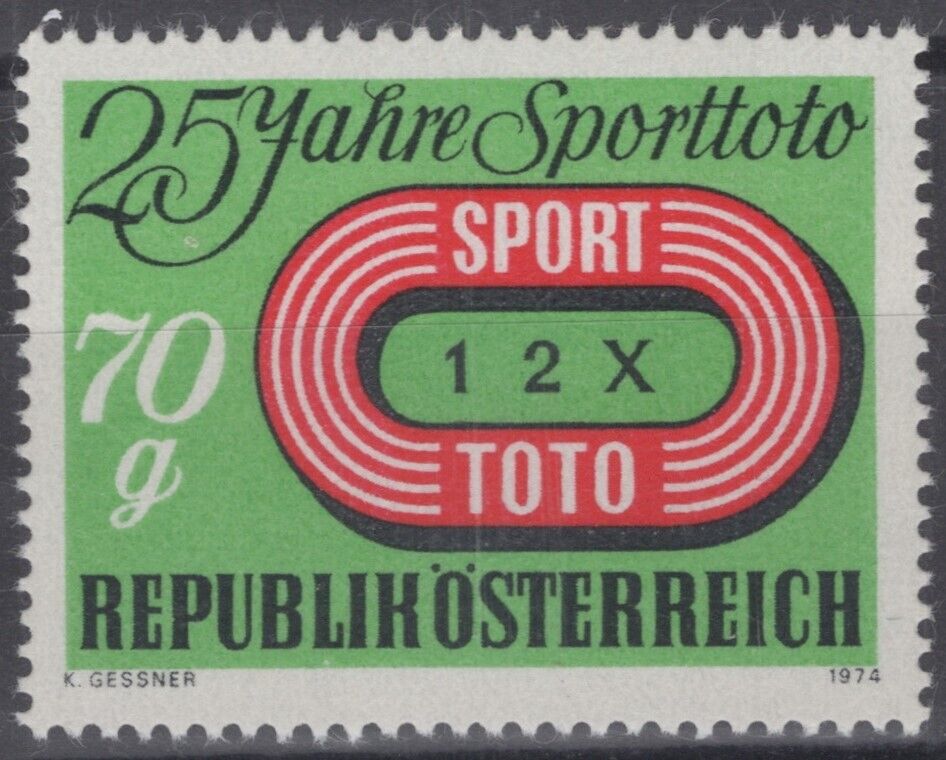 25 Jahre Sporttoto
SPORT
70
1 2 X
g
TOTO
REPUBLIK ÖSTERREICH
K. GESSNER 1974